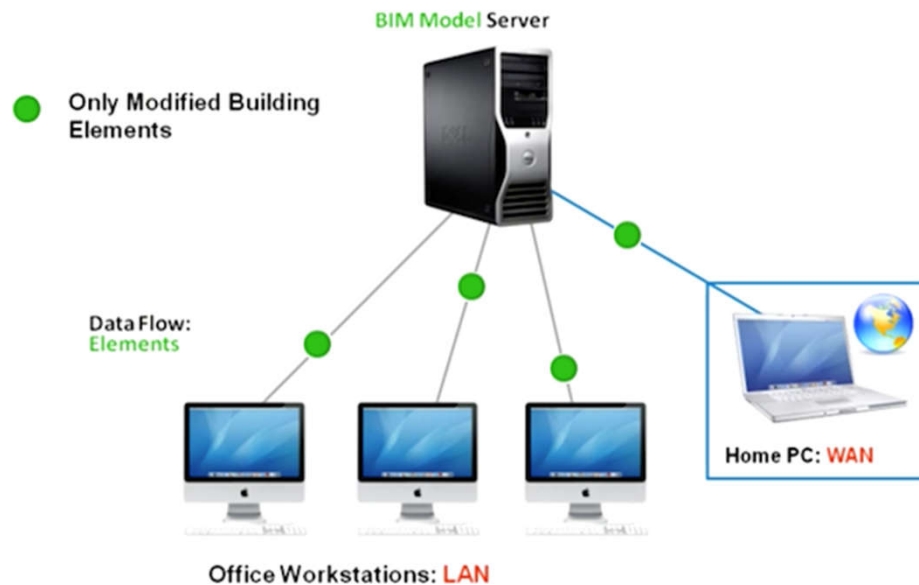 BIM Model Server
Only Modified Building
Elements
Data Flow:
Elements
Home PC: WAN
Office Workstations: LAN